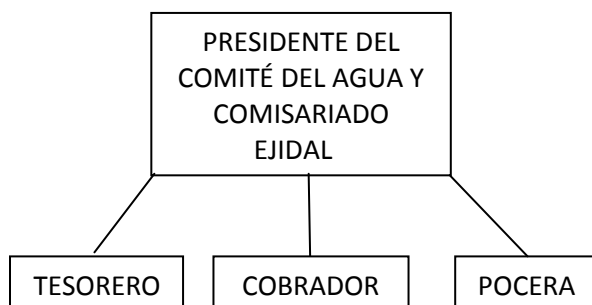 PRESIDENTE DEL
COMITÉ DEL AGUA Y
COMISARIADO
EJIDAL
TESORERO
COBRADOR
POCERA